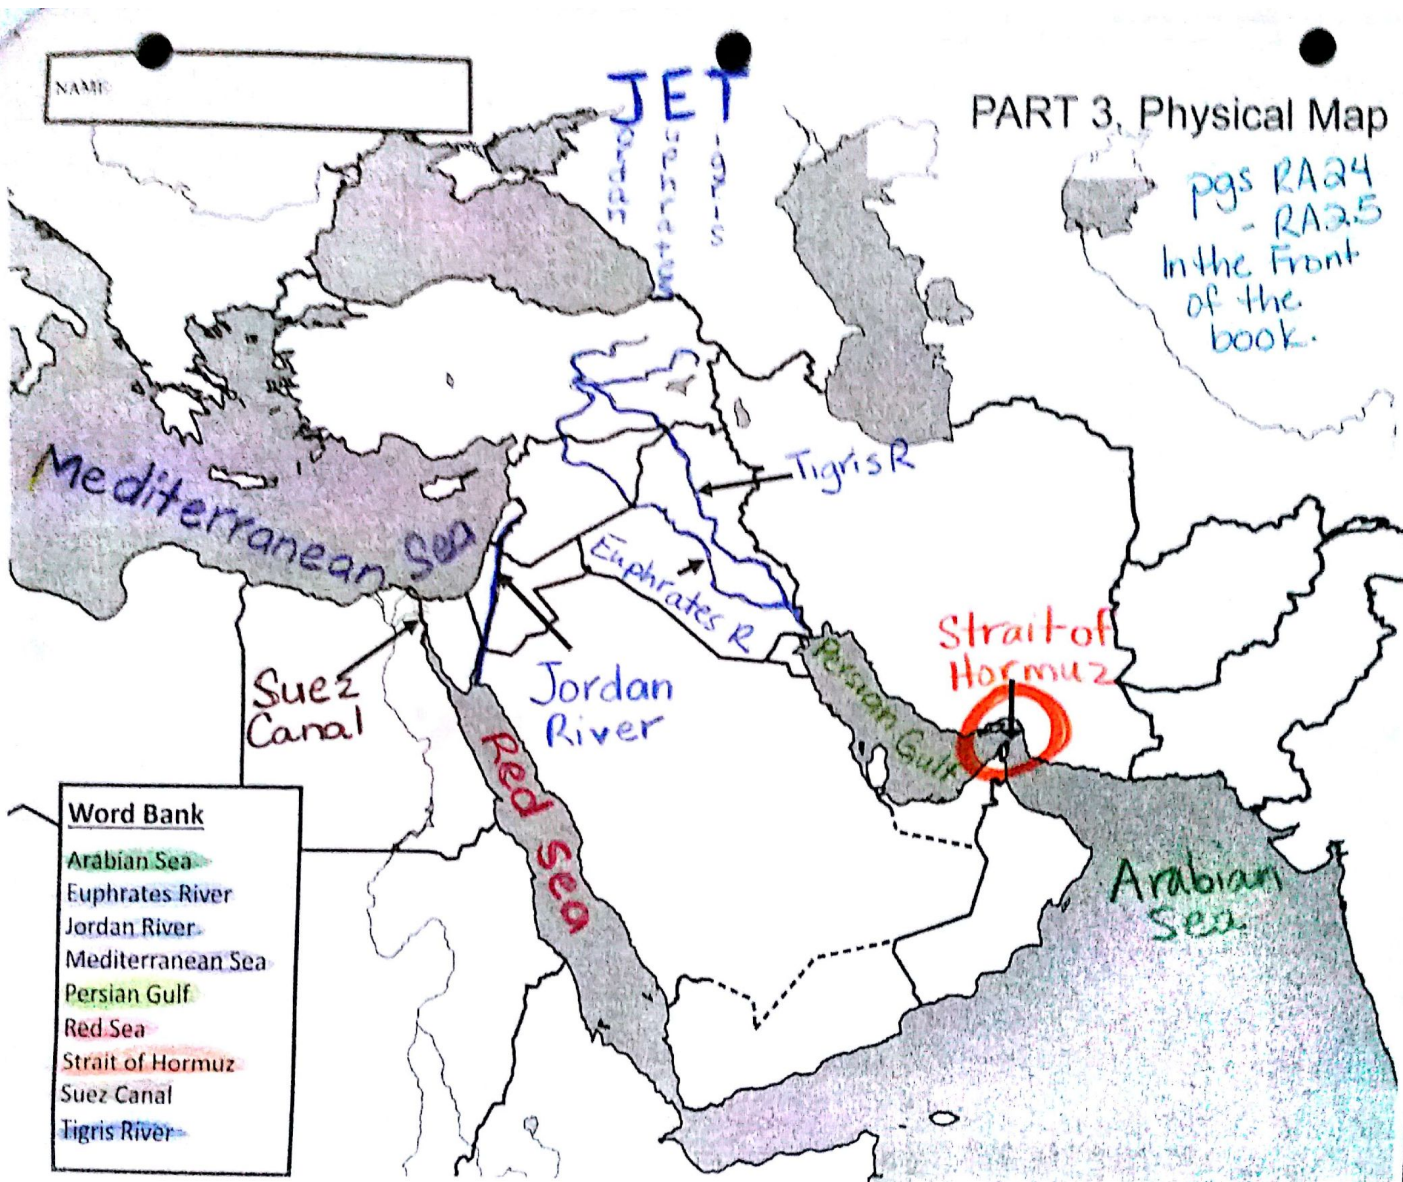 NAME
JET
Jordan
Euphrates
Tigris
PART 3. Physical Map
pgs RA24
- RA25
In the Front
of the
book.
Mediterranean Sea
Tigris R
Euphrates R
Jordan
River
Suez
Canal
Strait of
Hormuz
Persian Gulf
Red Sea
Arabian
Sea
Word Bank
Arabian Sea
Euphrates River
Jordan River
Mediterranean Sea
Persian Gulf
Red Sea
Strait of Hormuz
Suez Canal
Tigris River